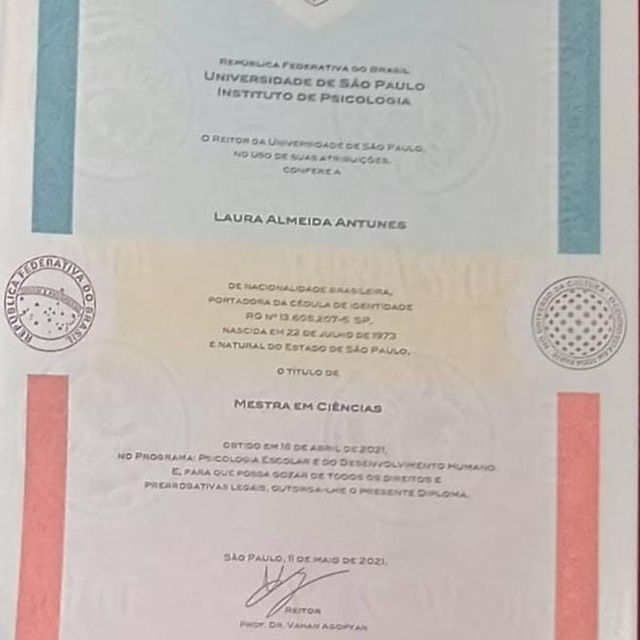 República Federativa do Brasil
Universidade de São Paulo
Instituto de Psicologia
O Reitor da Universidade de São Paulo,
no uso de suas atribuições,
confere a
Laura Almeida Antunes
REPÚBLICA FEDERATIVA DO BRASIL
de nacionalidade brasileira,
portadora da cédula de identidade
RG nº 13.605.207-5 SP,
nascida em 22 de julho de 1973
e natural do Estado de São Paulo,
o título de
Mestra em Ciências
obtido em 16 de abril de 2021,
no Programa: Psicologia Escolar e do Desenvolvimento Humano
e, para que possa gozar de todos os direitos e
prerrogativas legais, outorga-lhe o presente Diploma.
São Paulo, 11 de maio de 2021.
Reitor
Prof. Dr. Vahan Agopyan